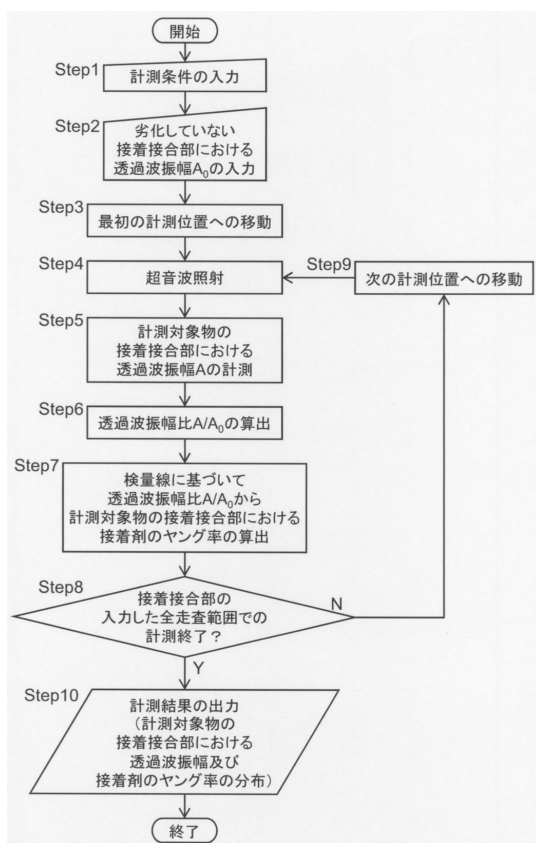 開始
Step1
計測条件の入力
Step2
劣化していない
接着接合部における
透過波振幅A₀の入力
Step3
最初の計測位置への移動
Step4
超音波照射
Step9
次の計測位置への移動
Step5
計測対象物の
接着接合部における
透過波振幅Aの計測
Step6
透過波振幅比A/A₀の算出
Step7
検量線に基づいて
透過波振幅比A/A₀から
計測対象物の接着接合部における
接着剤のヤング率の算出
Step8
接着接合部の
入力した全走査範囲での
計測終了？
N
Y
Step10
計測結果の出力
（計測対象物の
接着接合部における
透過波振幅及び
接着剤のヤング率の分布）
終了